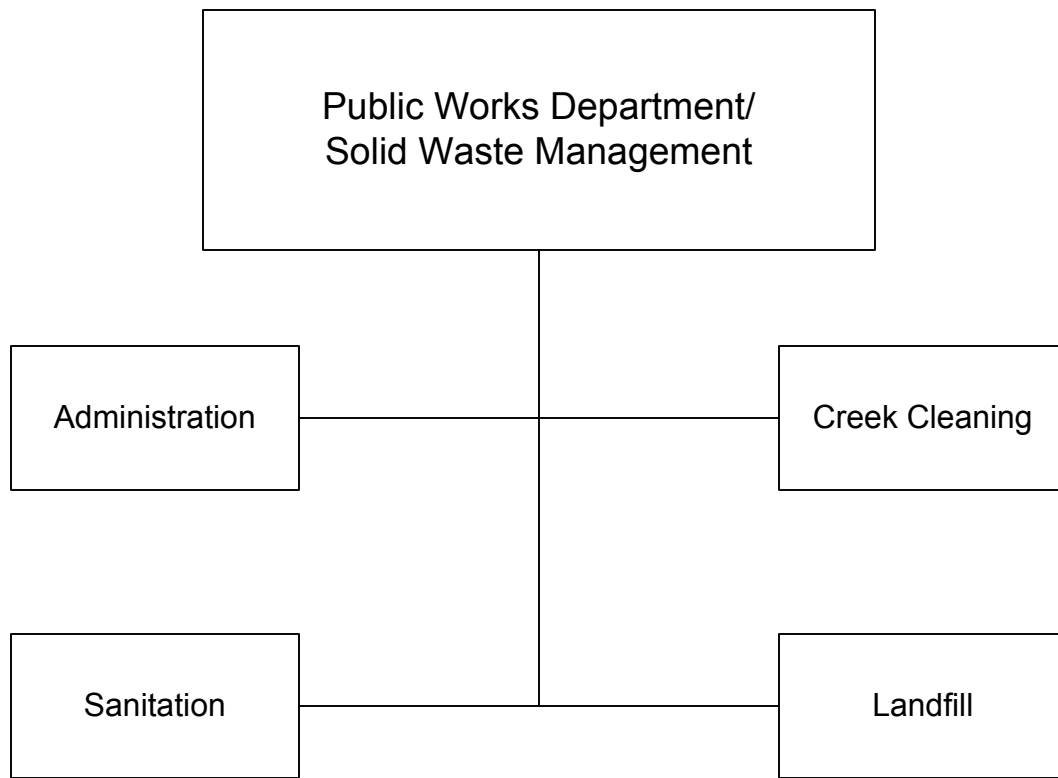 Public Works Department/
Solid Waste Management
Administration
Creek Cleaning
Sanitation
Landfill